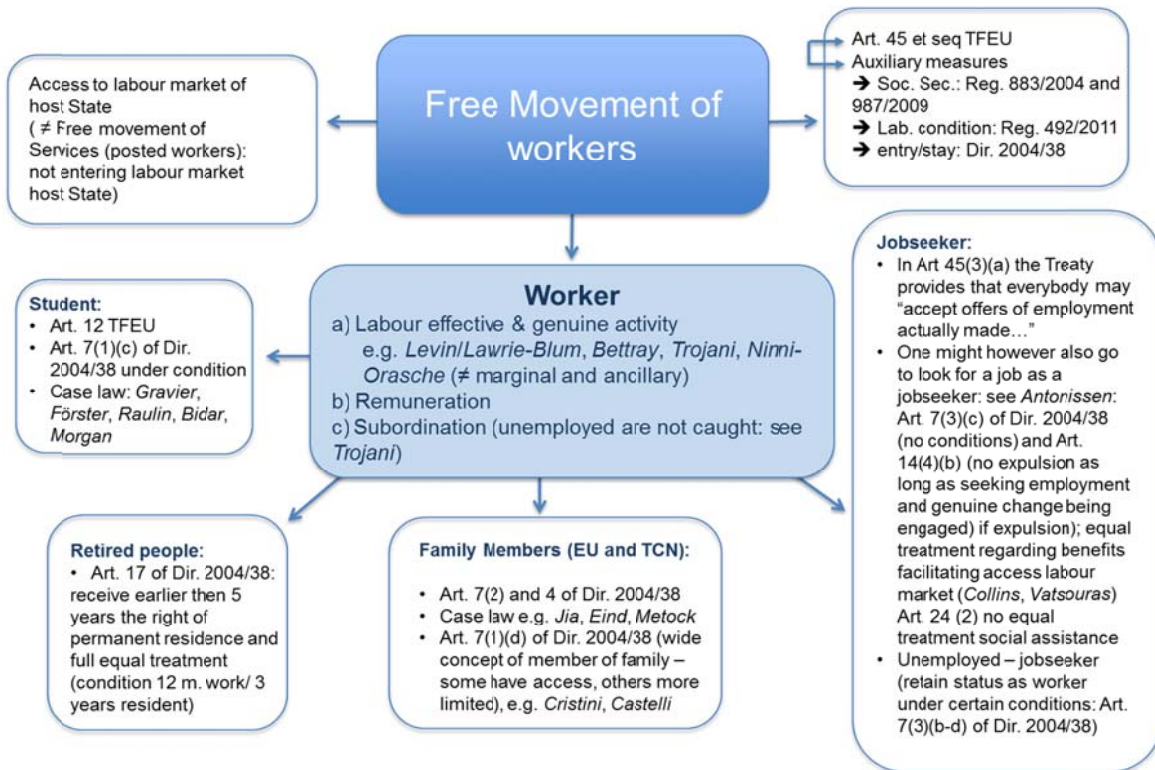 Free Movement of
workers
Access to labour market of
host State
( ≠ Free movement of
Services (posted workers):
not entering labour market
host State)
Art. 45 et seq TFEU
Auxiliary measures
➔ Soc. Sec.: Reg. 883/2004 and
987/2009
➔ Lab. condition: Reg. 492/2011
➔ entry/stay: Dir. 2004/38
Worker
a) Labour effective & genuine activity
e.g. Levin/Lawrie-Blum, Bettray, Trojani, Ninni-
Orasche (≠ marginal and ancillary)
b) Remuneration
c) Subordination (unemployed are not caught: see
Trojani)
Student:
• Art. 12 TFEU
• Art. 7(1)(c) of Dir.
2004/38 under condition
• Case law: Gravier,
Förster, Raulin, Bidar,
Morgan
Retired people:
• Art. 17 of Dir. 2004/38:
receive earlier then 5
years the right of
permanent residence and
full equal treatment
(condition 12 m. work/ 3
years resident)
Family Members (EU and TCN):
• Art. 7(2) and 4 of Dir. 2004/38
• Case law e.g. Jia, Eind, Metock
• Art. 7(1)(d) of Dir. 2004/38 (wide
concept of member of family –
some have access, others more
limited), e.g. Cristini, Castelli
Jobseeker:
• In Art 45(3)(a) the Treaty
provides that everybody may
“accept offers of employment
actually made…”
• One might however also go
to look for a job as a
jobseeker: see Antonissen:
Art. 7(3)(c) of Dir. 2004/38
(no conditions) and Art.
14(4)(b) (no expulsion as
long as seeking employment
and genuine change being
engaged) if expulsion); equal
treatment regarding benefits
facilitating access labour
market (Collins, Vatsouras)
Art. 24 (2) no equal
treatment social assistance
• Unemployed – jobseeker
(retain status as worker
under certain conditions: Art.
7(3)(b-d) of Dir. 2004/38)